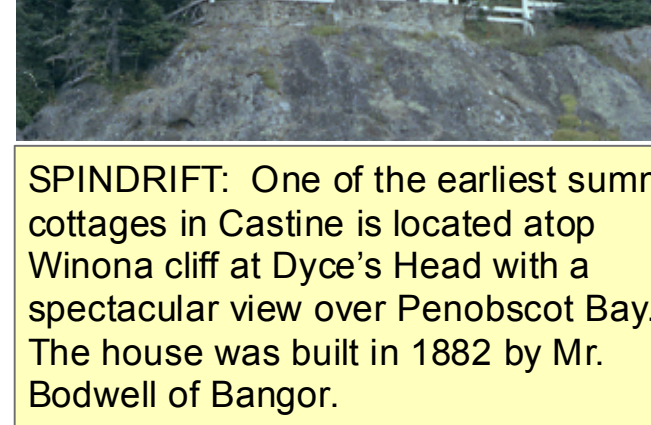 SPINDRIFT:  One of the earliest
cottages in Castine is located atop
Winona cliff at Dyce’s Head with a
spectacular view over Penobscot Bay.
The house was built in 1882 by Mr.
Bodwell of Bangor.